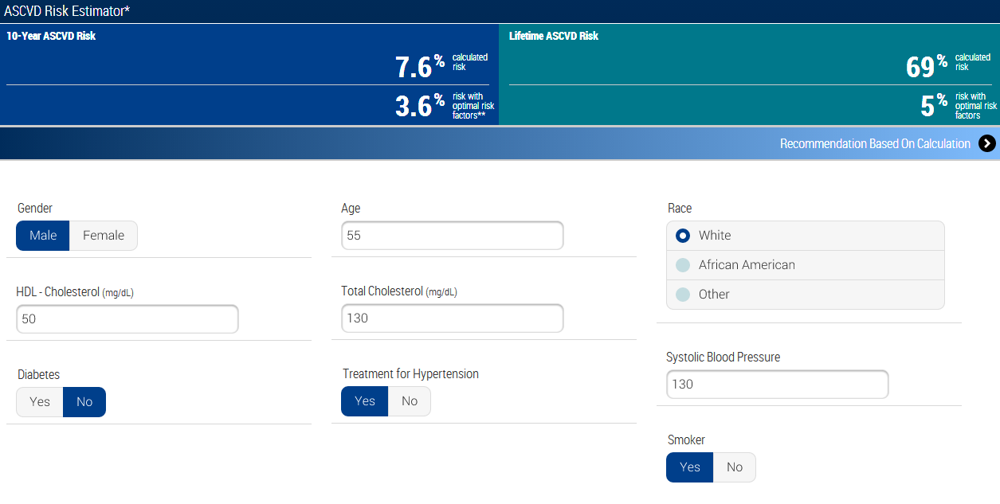 ASCVD Risk Estimator*
10-Year ASCVD Risk
7.6% calculated
risk
3.6% risk with
optimal risk
factors**
Lifetime ASCVD Risk
69% calculated
risk
5% risk with
optimal risk
factors
Recommendation Based On Calculation
Gender
Male Female
Age
55
Race
White
African American
Other
HDL - Cholesterol (mg/dL)
50
Total Cholesterol (mg/dL)
130
Systolic Blood Pressure
130
Diabetes
Yes No
Treatment for Hypertension
Yes No
Smoker
Yes No